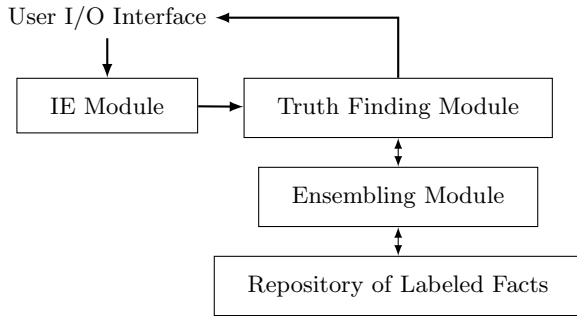 User I/O Interface
IE Module
Truth Finding Module
Ensembling Module
Repository of Labeled Facts